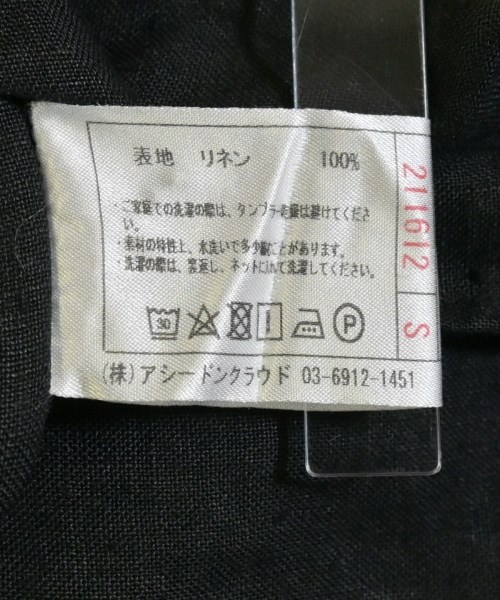 表地 リネン 100%
・ご家庭での洗濯の際は、タンブラー乾燥は避けてくださ
い。
・素材の特性上、水洗いで多少縮むことがあります。
・洗濯の際は、裏返し、ネットに入れて洗濯してください。
30 P
(株)アシードンクラウド 03-6912-1451
211612 S